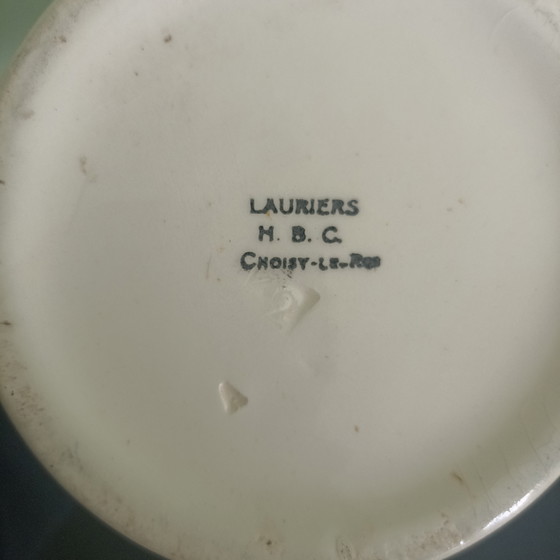 LAURIERS
H. B. C.
CHOISY-LE-ROI